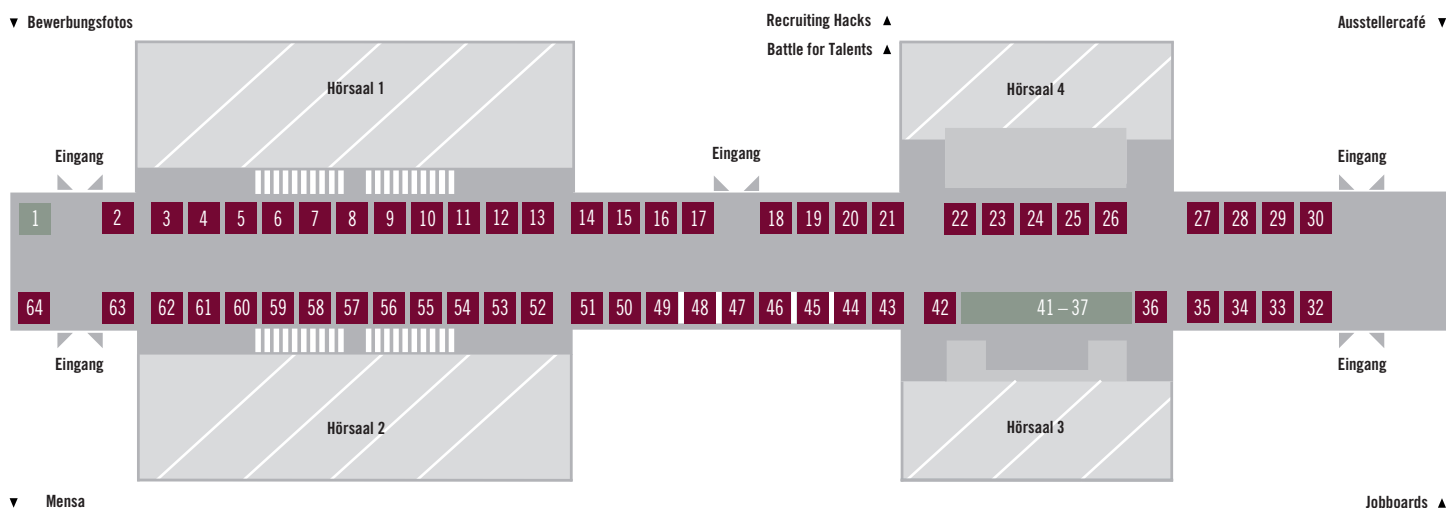 ▼ Bewerbungsfotos
Recruiting Hacks ▲
Ausstellercafé ▼
Battle for Talents ▲
Hörsaal 1
Hörsaal 4
Eingang
Eingang
Eingang
1 2 3 4 5 6 7 8 9 10 11 12 13 14 15 16 17 18 19 20 21 22 23 24 25 26 27 28 29 30
64 63 62 61 60 59 58 57 56 55 54 53 52 51 50 49 48 47 46 45 44 43 42 41 – 37 36 35 34 33 32
Eingang
Eingang
Hörsaal 2
Hörsaal 3
▼ Mensa
Jobboards ▲